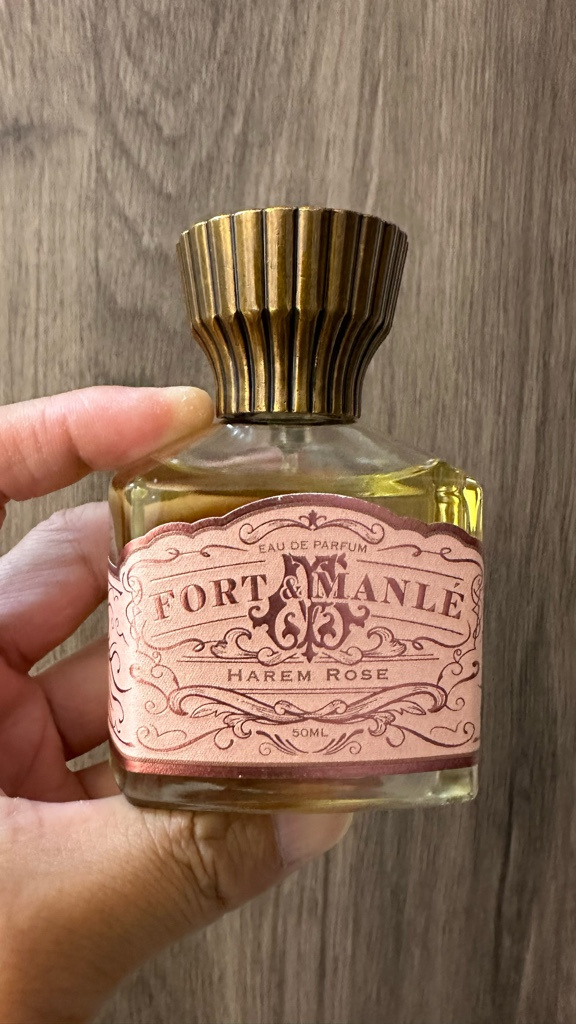 EAU DE PARFUM
FORT & MANLÉ
HAREM ROSE
50ML